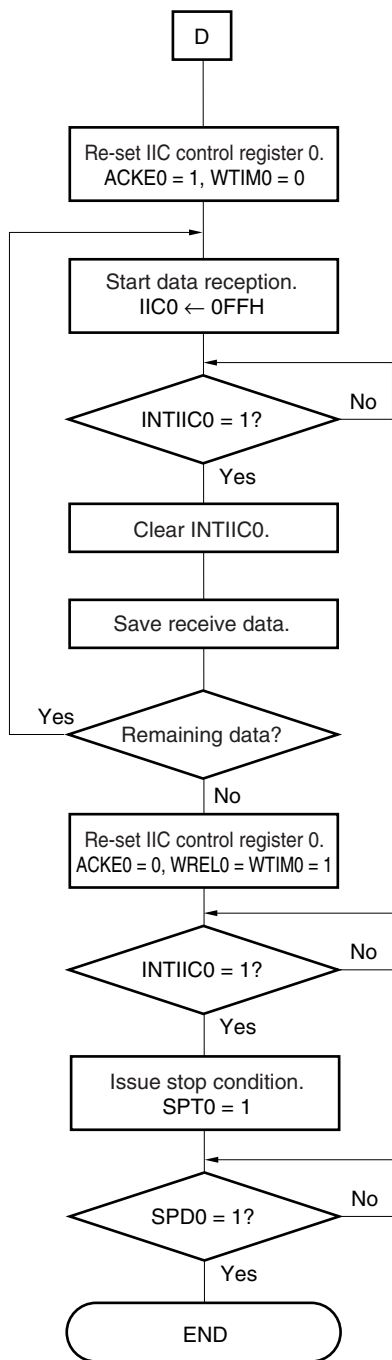 D
Re-set IIC control register 0.
ACKE0 = 1, WTIM0 = 0
Start data reception.
IIC0 ← 0FFH
INTIIC0 = 1?
No
Yes
Clear INTIIC0.
Save receive data.
Yes
Remaining data?
No
Re-set IIC control register 0.
ACKE0 = 0, WREL0 = WTIM0 = 1
INTIIC0 = 1?
No
Yes
Issue stop condition.
SPT0 = 1
SPD0 = 1?
No
Yes
END